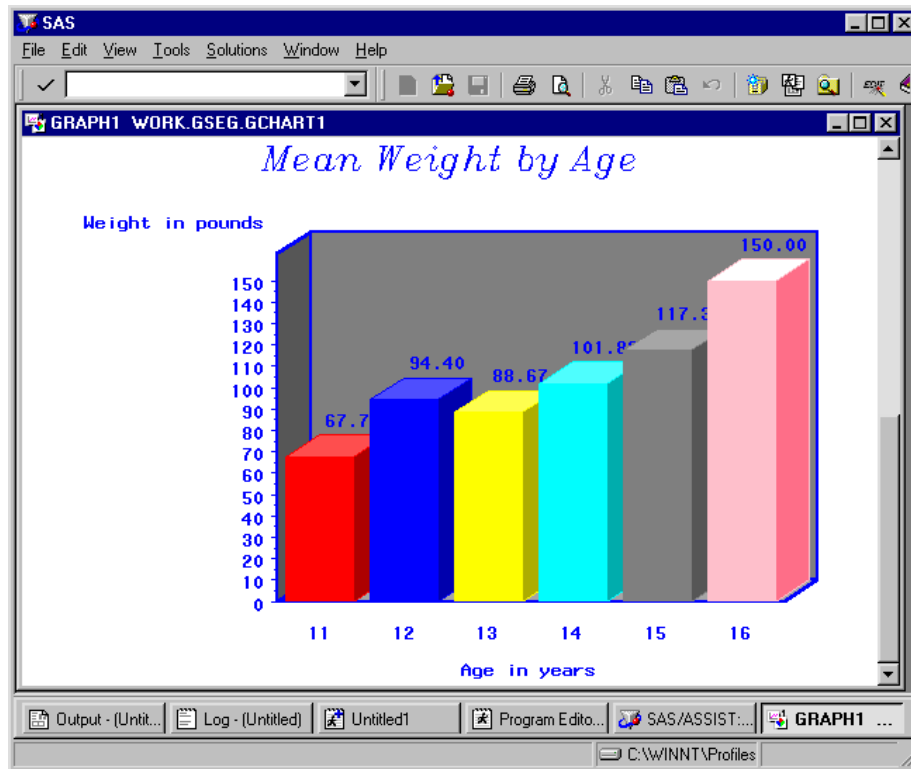 SAS
File Edit View Tools Solutions Window Help
GRAPH1 WORK.GSEG.GCHART1
Mean Weight by Age
Weight in pounds
150.00
150
140
130
117.3
120
101.8
110
94.40
88.67
100
90
67.7
80
70
60
50
40
30
20
10
0
11 12 13 14 15 16
Age in years
Output - (Untit... Log - (Untitled) Untitled1 Program Edito... SAS/ASSIST:... GRAPH1 ...
C:\WINNT\Profiles